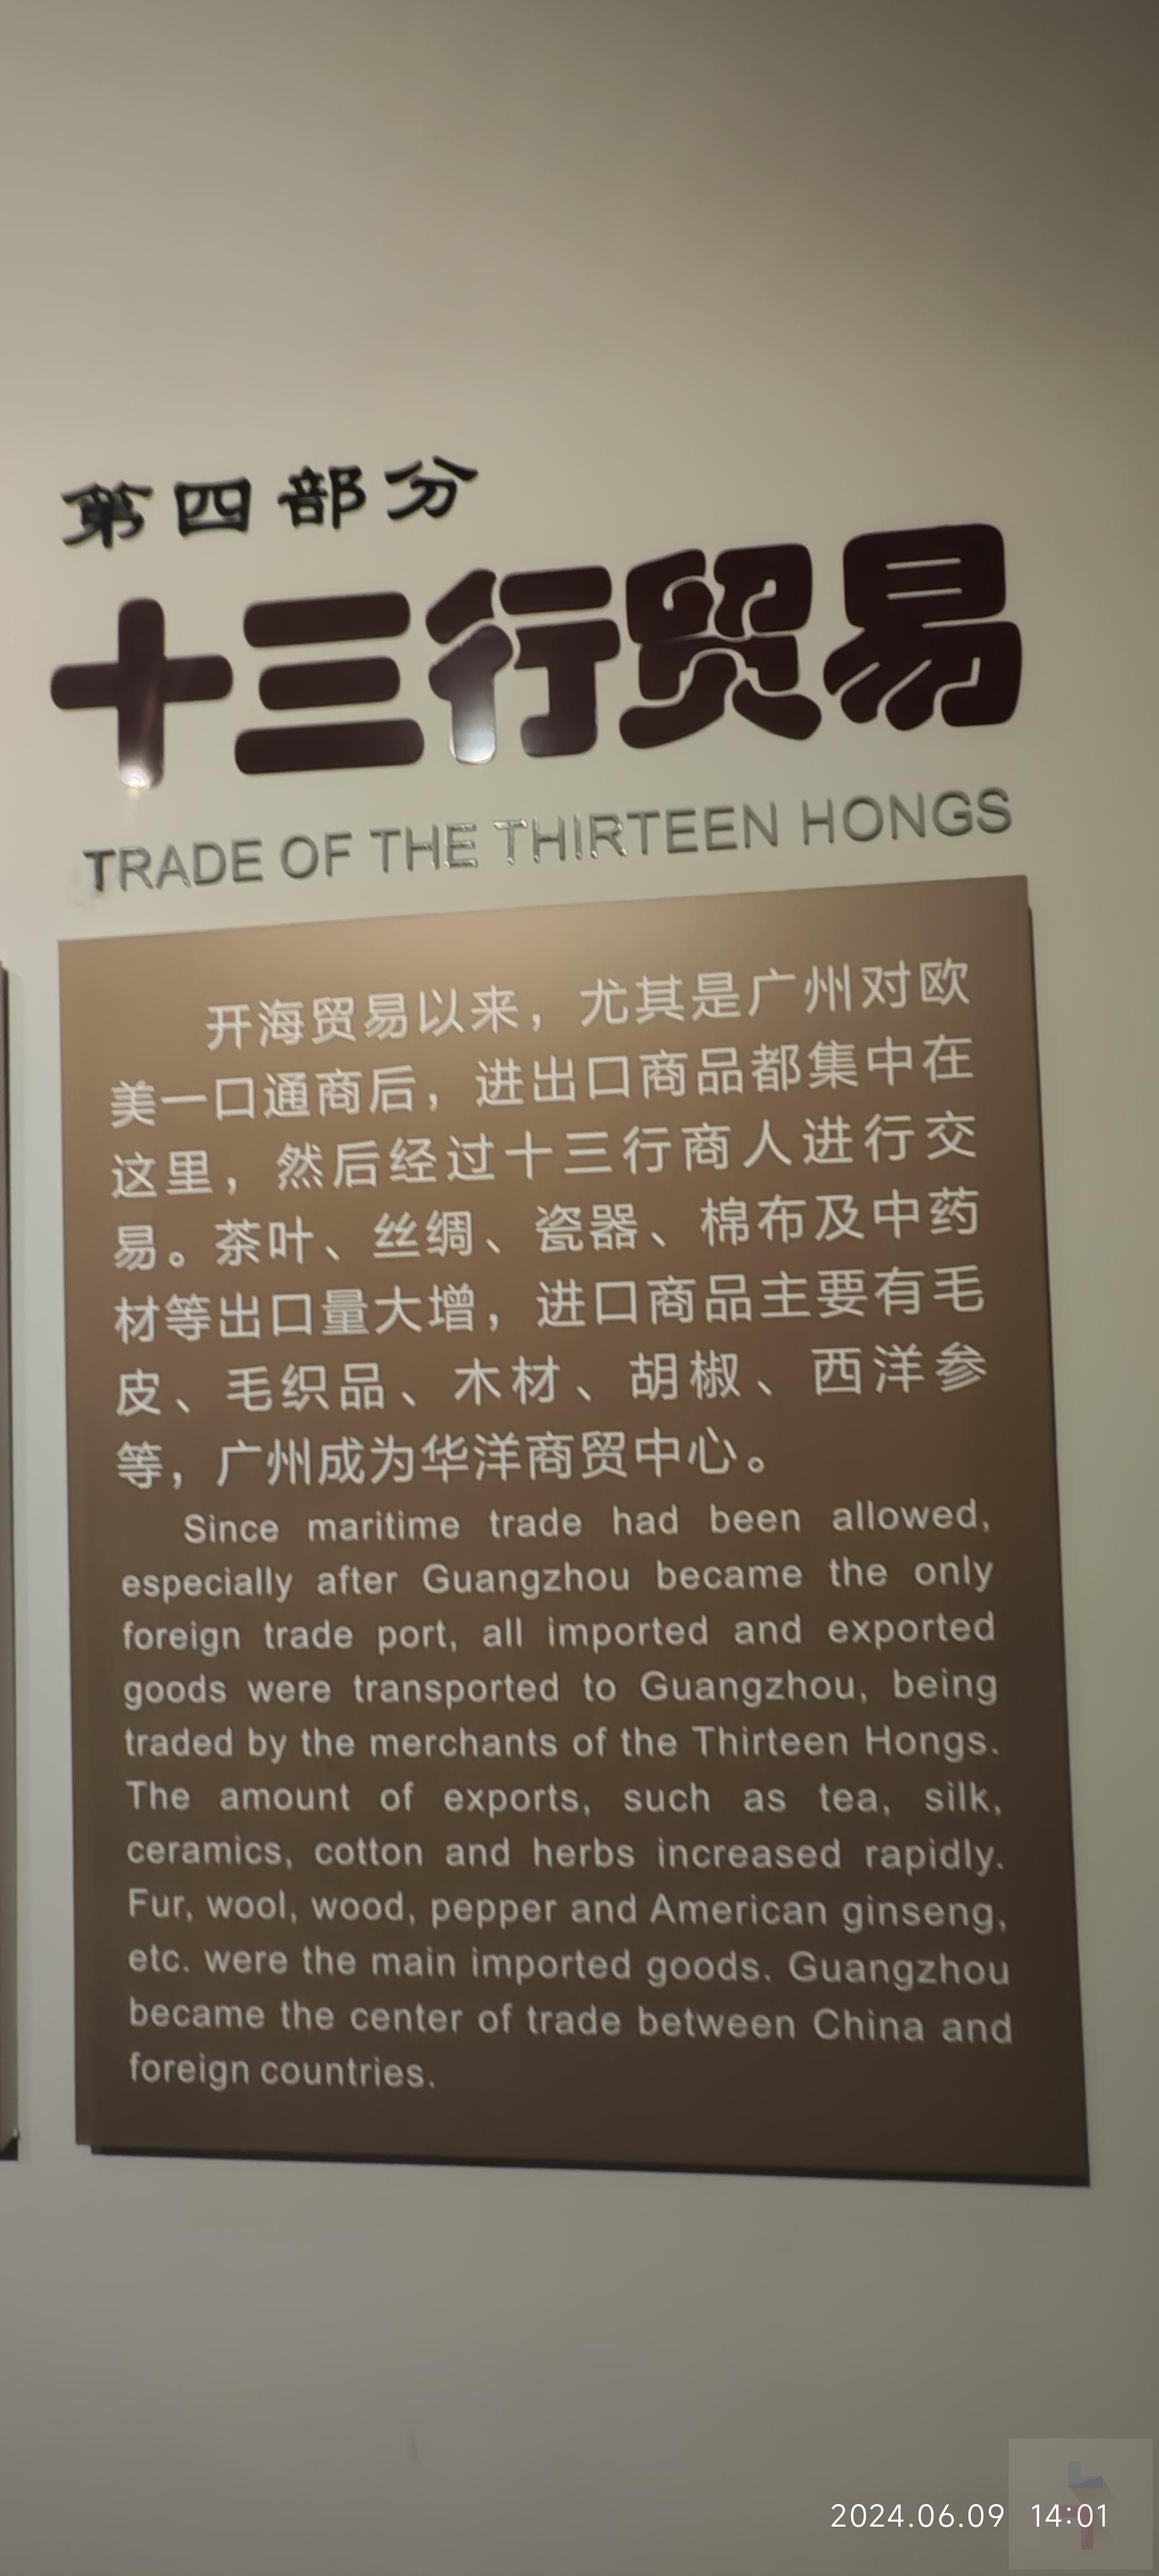 第四部分
十三行贸易
TRADE OF THE THIRTEEN HONGS
开海贸易以来，尤其是广州对欧
美一口通商后，进出口商品都集中在
这里，然后经过十三行商人进行交
易。茶叶、丝绸、瓷器、棉布及中药
材等出口量大增，进口商品主要有毛
皮、毛织品、木材、胡椒、西洋参
等，广州成为华洋商贸中心。
Since maritime trade had been allowed,
especially after Guangzhou became the only
foreign trade port, all imported and exported
goods were transported to Guangzhou, being
traded by the merchants of the Thirteen Hongs.
The amount of exports, such as tea, silk,
ceramics, cotton and herbs increased rapidly.
Fur, wool, wood, pepper and American ginseng,
etc. were the main imported goods. Guangzhou
became the center of trade between China and
foreign countries.
2024.06.09 14:01